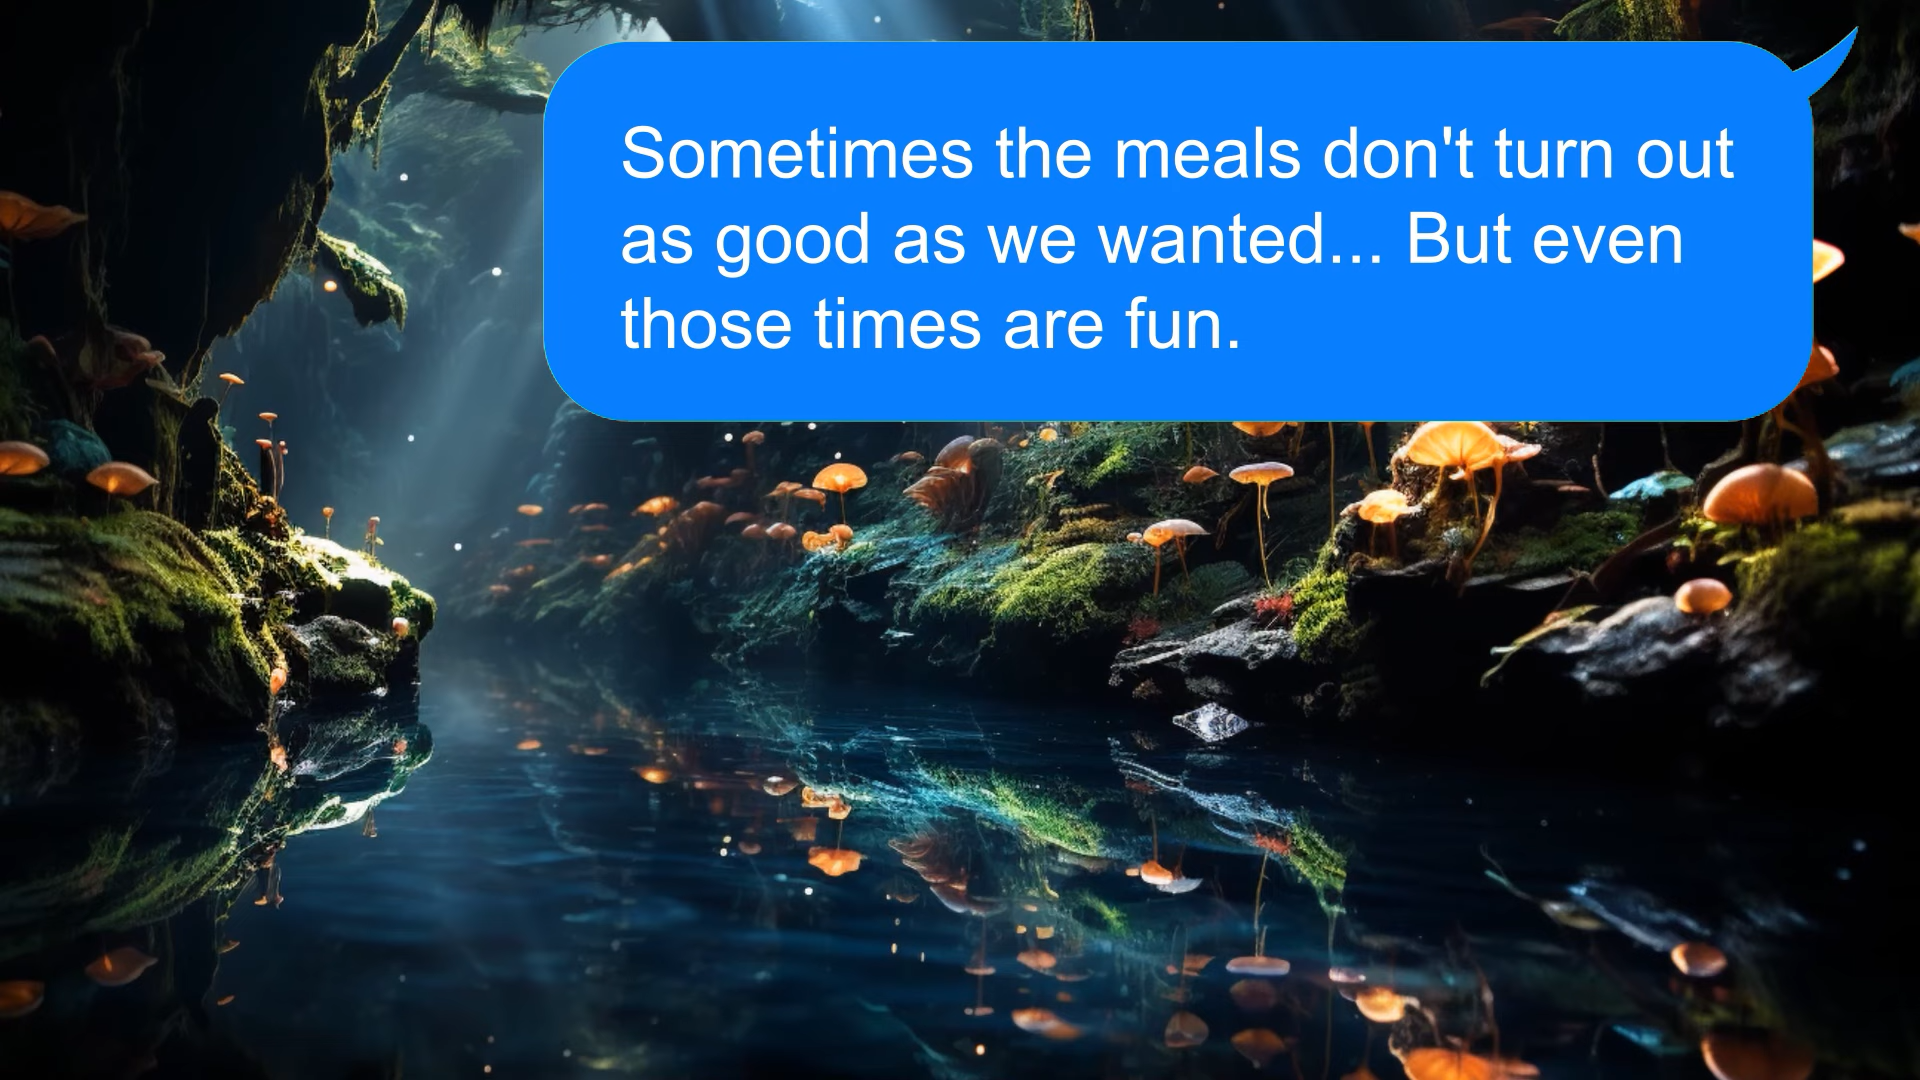 Sometimes the meals don't turn out
as good as we wanted... But even
those times are fun.